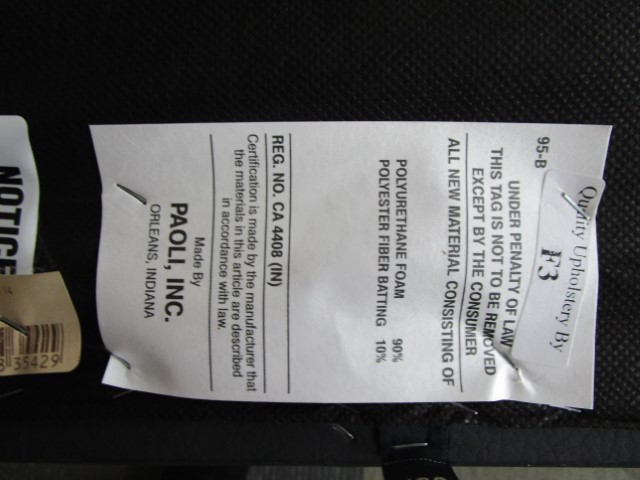 95-B
Quality Upholstery By
F3
UNDER PENALTY OF LAW
THIS TAG IS NOT TO BE REMOVED
EXCEPT BY THE CONSUMER
ALL NEW MATERIAL CONSISTING OF
POLYURETHANE FOAM 90%
POLYESTER FIBER BATTING 10%
REG. NO. CA 4408 (IN)
Certification is made by the manufacturer that
the materials in this article are described
in accordance with law.
Made By
PAOLI, INC.
ORLEANS, INDIANA
NOTICE
35429